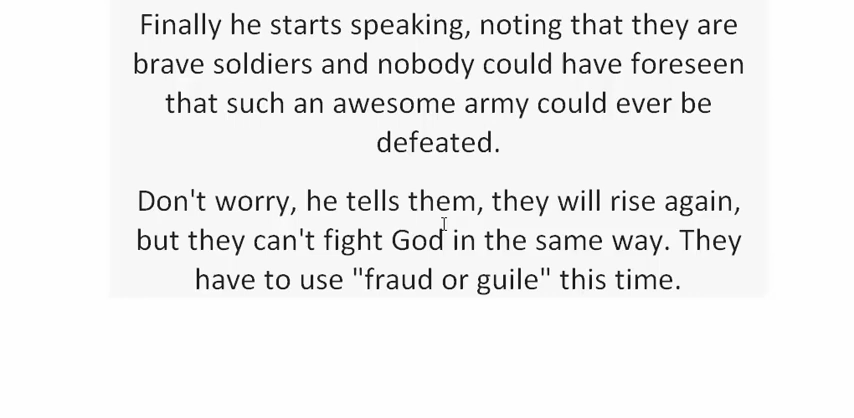 Finally he starts speaking, noting that they are
brave soldiers and nobody could have foreseen
that such an awesome army could ever be
defeated.
Don't worry, he tells them, they will rise again,
but they can't fight God in the same way. They
have to use "fraud or guile" this time.